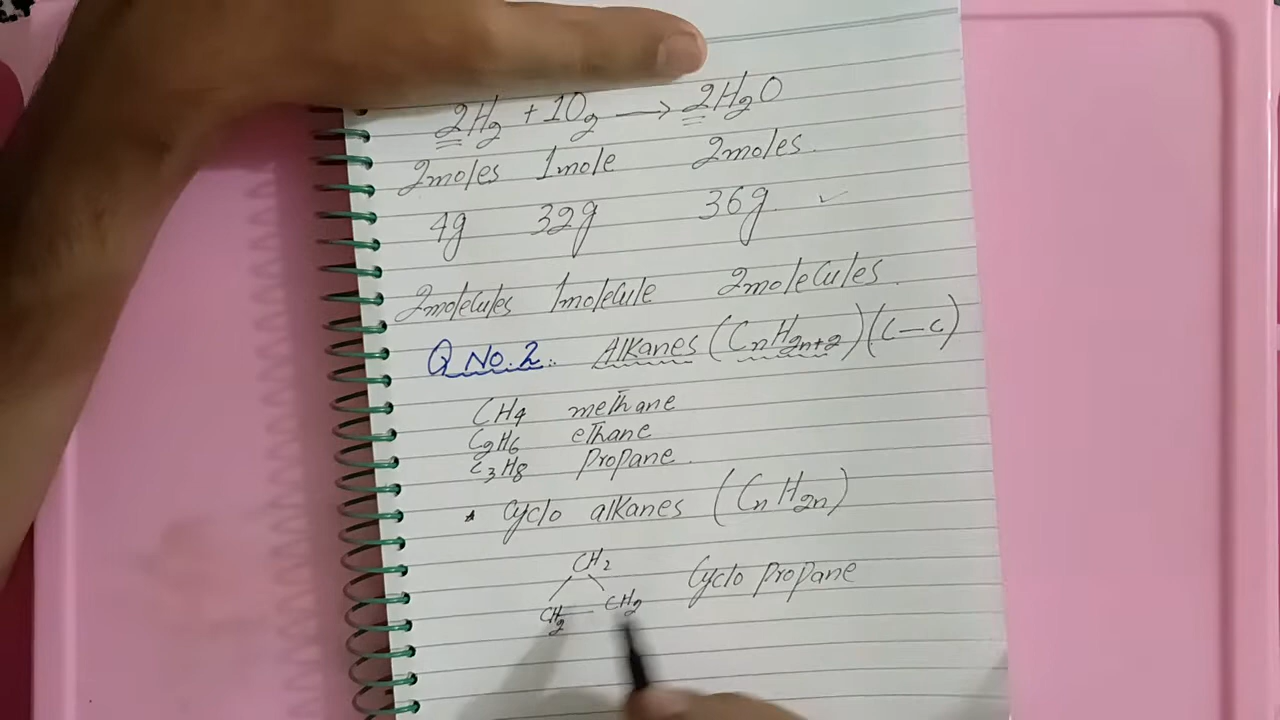 2H2 + 1O2 → 2H2O
2moles 1mole 2moles.
4g 32g 36g
2molecules 1molecule 2molecules.
Q No.2.. Alkanes (CnH2n+2) (C-C)
CH4 methane
C2H6 ethane
C3H8 Propane.
* Cyclo alkanes (CnH2n)
CH2
CH2 CH2 Cyclo propane